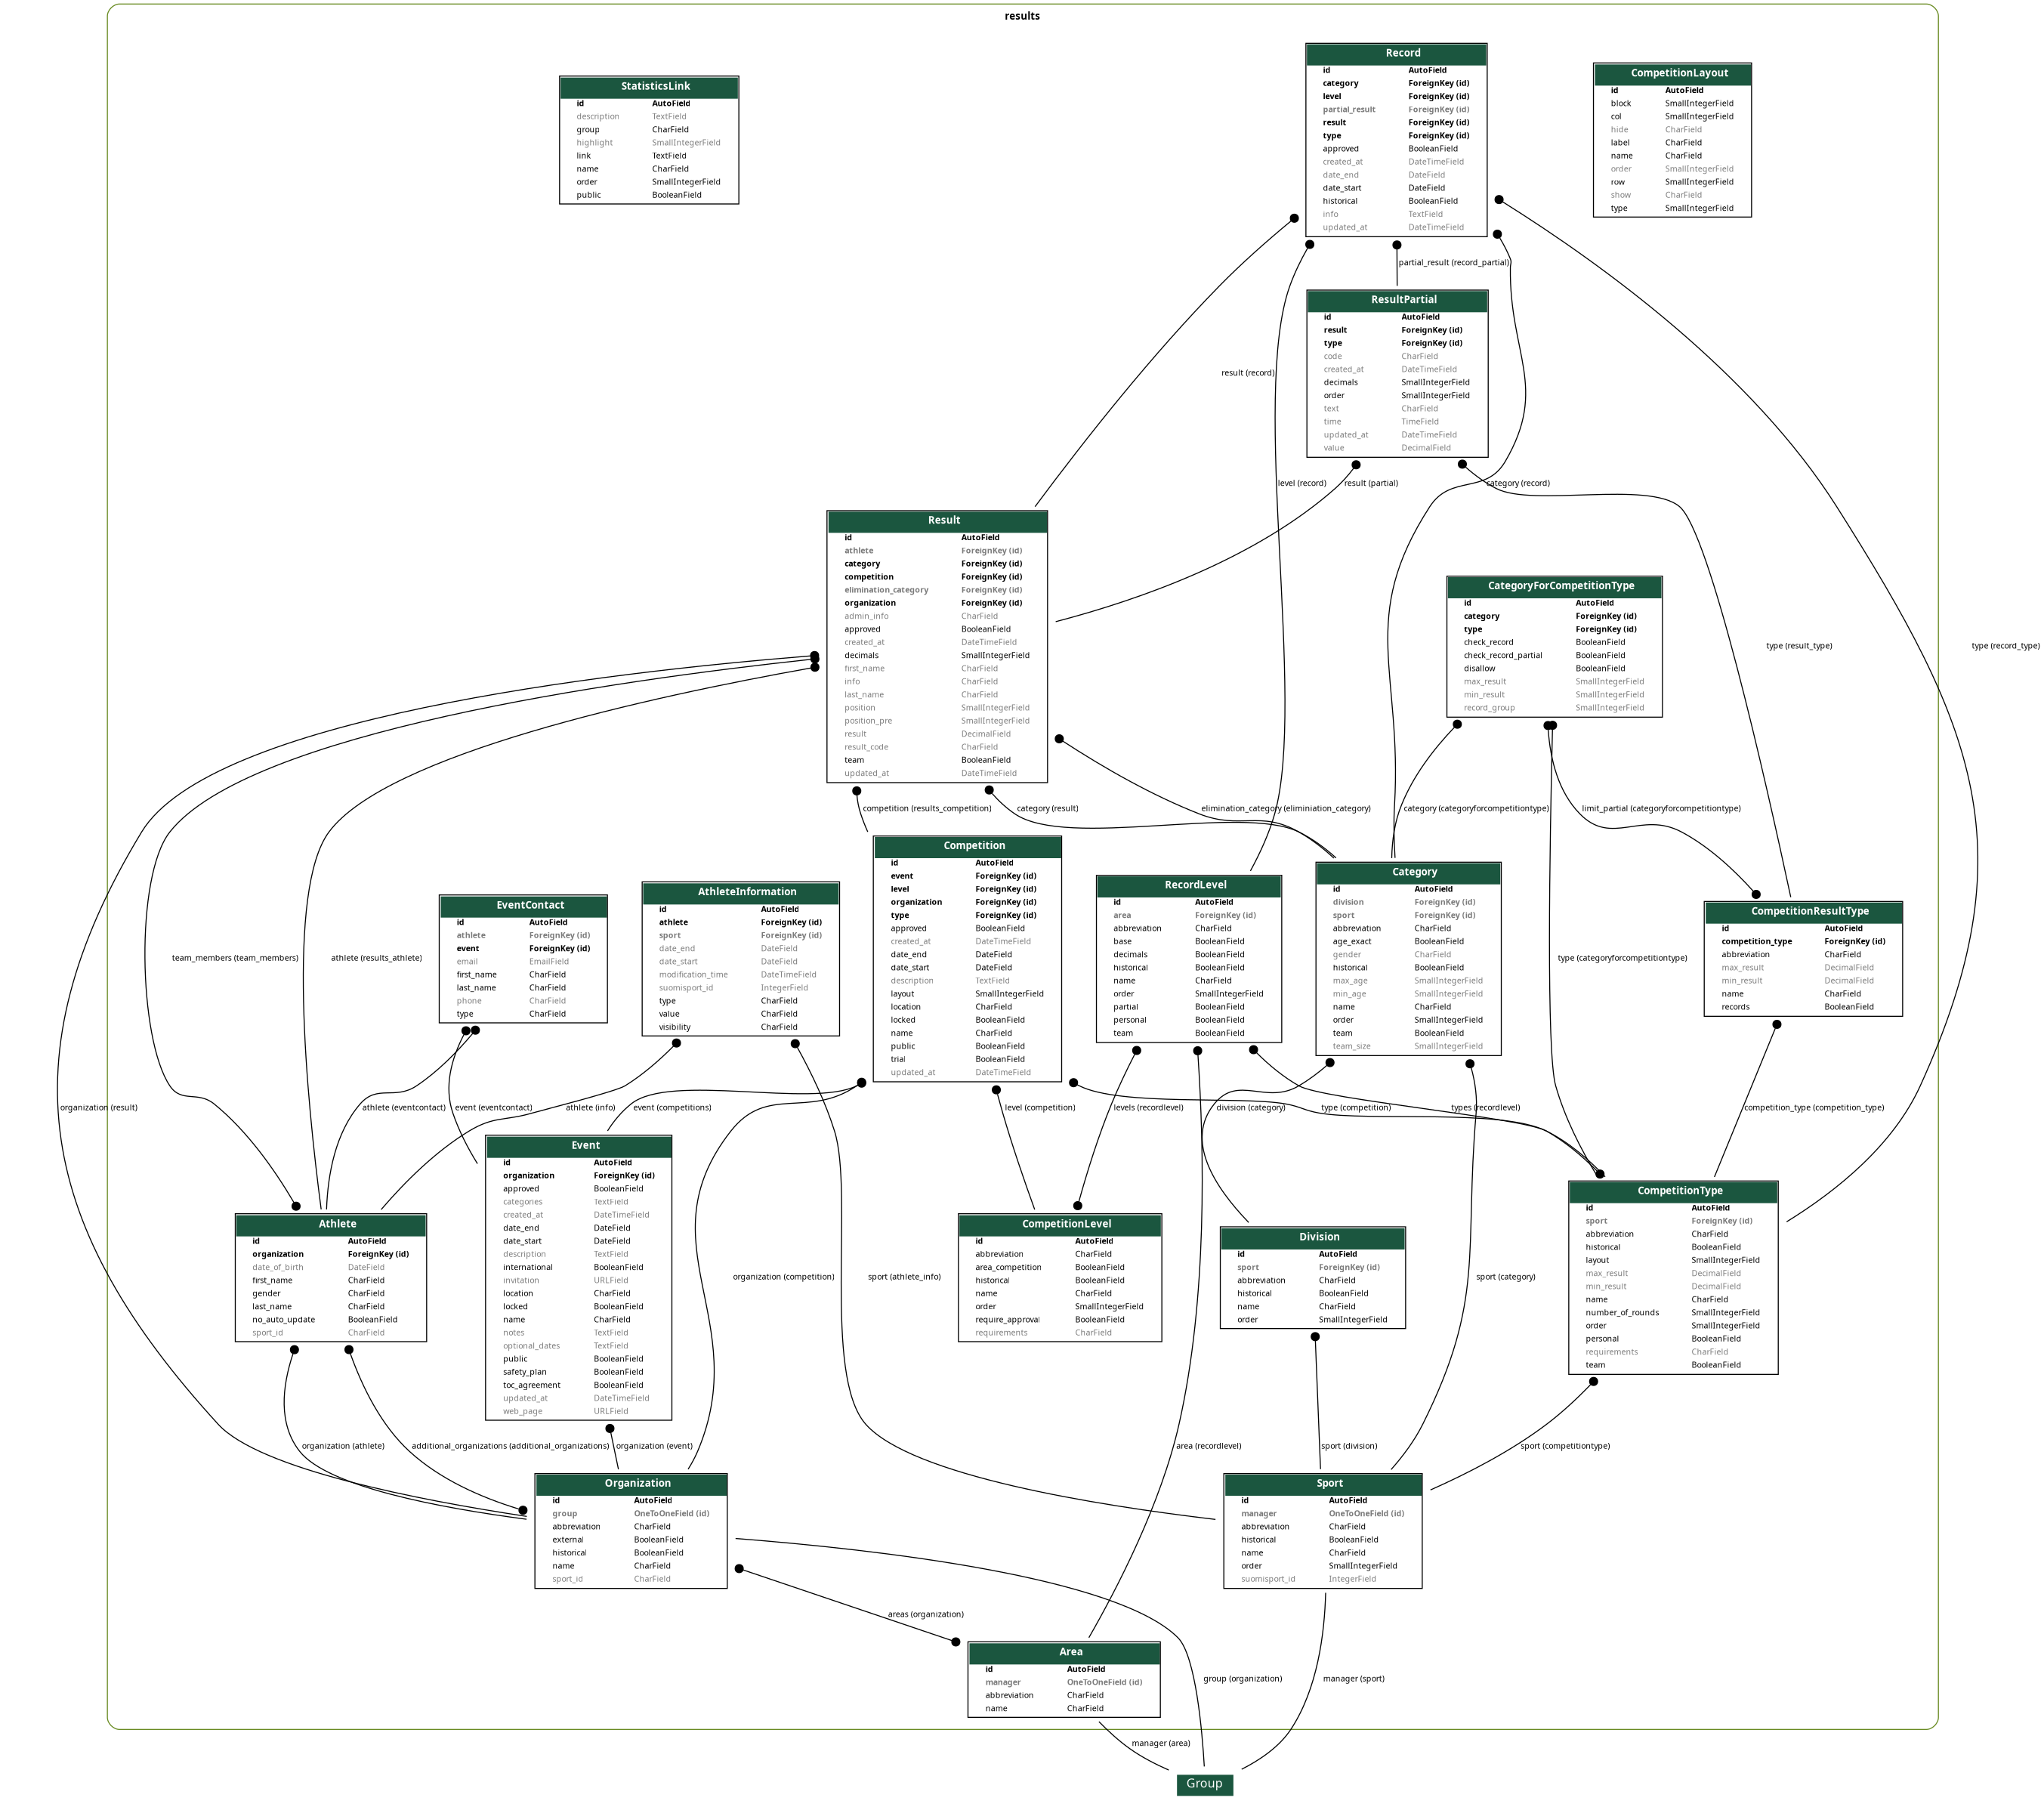 results
Record
id AutoField
category ForeignKey (id)
level ForeignKey (id)
partial_result ForeignKey (id)
result ForeignKey (id)
type ForeignKey (id)
approved BooleanField
created_at DateTimeField
date_end DateField
date_start DateField
historical BooleanField
info TextField
updated_at DateTimeField
CompetitionLayout
id AutoField
block SmallIntegerField
col SmallIntegerField
hide CharField
label CharField
name CharField
order SmallIntegerField
row SmallIntegerField
show CharField
type SmallIntegerField
StatisticsLink
id AutoField
description TextField
group CharField
highlight SmallIntegerField
link TextField
name CharField
order SmallIntegerField
public BooleanField
partial_result (record_partial)
ResultPartial
id AutoField
result ForeignKey (id)
type ForeignKey (id)
code CharField
created_at DateTimeField
decimals SmallIntegerField
order SmallIntegerField
text CharField
time TimeField
updated_at DateTimeField
value DecimalField
result (record)
level (record)
result (partial)
category (record)
Result
id AutoField
athlete ForeignKey (id)
category ForeignKey (id)
competition ForeignKey (id)
elimination_category ForeignKey (id)
organization ForeignKey (id)
admin_info CharField
approved BooleanField
created_at DateTimeField
decimals SmallIntegerField
first_name CharField
info CharField
last_name CharField
position SmallIntegerField
position_pre SmallIntegerField
result DecimalField
result_code CharField
team BooleanField
updated_at DateTimeField
CategoryForCompetitionType
id AutoField
category ForeignKey (id)
type ForeignKey (id)
check_record BooleanField
check_record_partial BooleanField
disallow BooleanField
max_result SmallIntegerField
min_result SmallIntegerField
record_group SmallIntegerField
type (result_type)
type (record_type)
competition (results_competition)
category (result)
elimination_category (eliminiation_category)
category (categoryforcompetitiontype)
limit_partial (categoryforcompetitiontype)
Competition
id AutoField
event ForeignKey (id)
level ForeignKey (id)
organization ForeignKey (id)
type ForeignKey (id)
approved BooleanField
created_at DateTimeField
date_end DateField
date_start DateField
description TextField
layout SmallIntegerField
location CharField
locked BooleanField
name CharField
public BooleanField
trial BooleanField
updated_at DateTimeField
Category
id AutoField
division ForeignKey (id)
sport ForeignKey (id)
abbreviation CharField
age_exact BooleanField
gender CharField
historical BooleanField
max_age SmallIntegerField
min_age SmallIntegerField
name CharField
order SmallIntegerField
team BooleanField
team_size SmallIntegerField
RecordLevel
id AutoField
area ForeignKey (id)
abbreviation CharField
base BooleanField
decimals BooleanField
historical BooleanField
name CharField
order SmallIntegerField
partial BooleanField
personal BooleanField
team BooleanField
AthleteInformation
id AutoField
athlete ForeignKey (id)
sport ForeignKey (id)
date_end DateField
date_start DateField
modification_time DateTimeField
suomisport_id IntegerField
type CharField
value CharField
visibility CharField
EventContact
id AutoField
athlete ForeignKey (id)
event ForeignKey (id)
email EmailField
first_name CharField
last_name CharField
phone CharField
type CharField
CompetitionResultType
id AutoField
competition_type ForeignKey (id)
abbreviation CharField
max_result DecimalField
min_result DecimalField
name CharField
records BooleanField
team_members (team_members)
athlete (results_athlete)
type (categoryforcompetitiontype)
organization (result)
athlete (eventcontact)
event (eventcontact)
athlete (info)
event (competitions)
level (competition)
levels (recordlevel)
division (category)
type (competition)
types (recordlevel)
competition_type (competition_type)
Event
id AutoField
organization ForeignKey (id)
approved BooleanField
categories TextField
created_at DateTimeField
date_end DateField
date_start DateField
description TextField
international BooleanField
invitation URLField
location CharField
locked BooleanField
name CharField
notes TextField
optional_dates TextField
public BooleanField
safety_plan BooleanField
toc_agreement BooleanField
updated_at DateTimeField
web_page URLField
CompetitionType
id AutoField
sport ForeignKey (id)
abbreviation CharField
historical BooleanField
layout SmallIntegerField
max_result DecimalField
min_result DecimalField
name CharField
number_of_rounds SmallIntegerField
order SmallIntegerField
personal BooleanField
requirements CharField
team BooleanField
Athlete
id AutoField
organization ForeignKey (id)
date_of_birth DateField
first_name CharField
gender CharField
last_name CharField
no_auto_update BooleanField
sport_id CharField
CompetitionLevel
id AutoField
abbreviation CharField
area_competition BooleanField
historical BooleanField
name CharField
order SmallIntegerField
require_approval BooleanField
requirements CharField
Division
id AutoField
sport ForeignKey (id)
abbreviation CharField
historical BooleanField
name CharField
order SmallIntegerField
organization (competition)
sport (athlete_info)
sport (category)
organization (athlete)
additional_organizations (additional_organizations)
organization (event)
area (recordlevel)
sport (division)
sport (competitiontype)
Organization
id AutoField
group OneToOneField (id)
abbreviation CharField
external BooleanField
historical BooleanField
name CharField
sport_id CharField
Sport
id AutoField
manager OneToOneField (id)
abbreviation CharField
historical BooleanField
name CharField
order SmallIntegerField
suomisport_id IntegerField
areas (organization)
Area
id AutoField
manager OneToOneField (id)
abbreviation CharField
name CharField
group (organization)
manager (sport)
manager (area)
Group